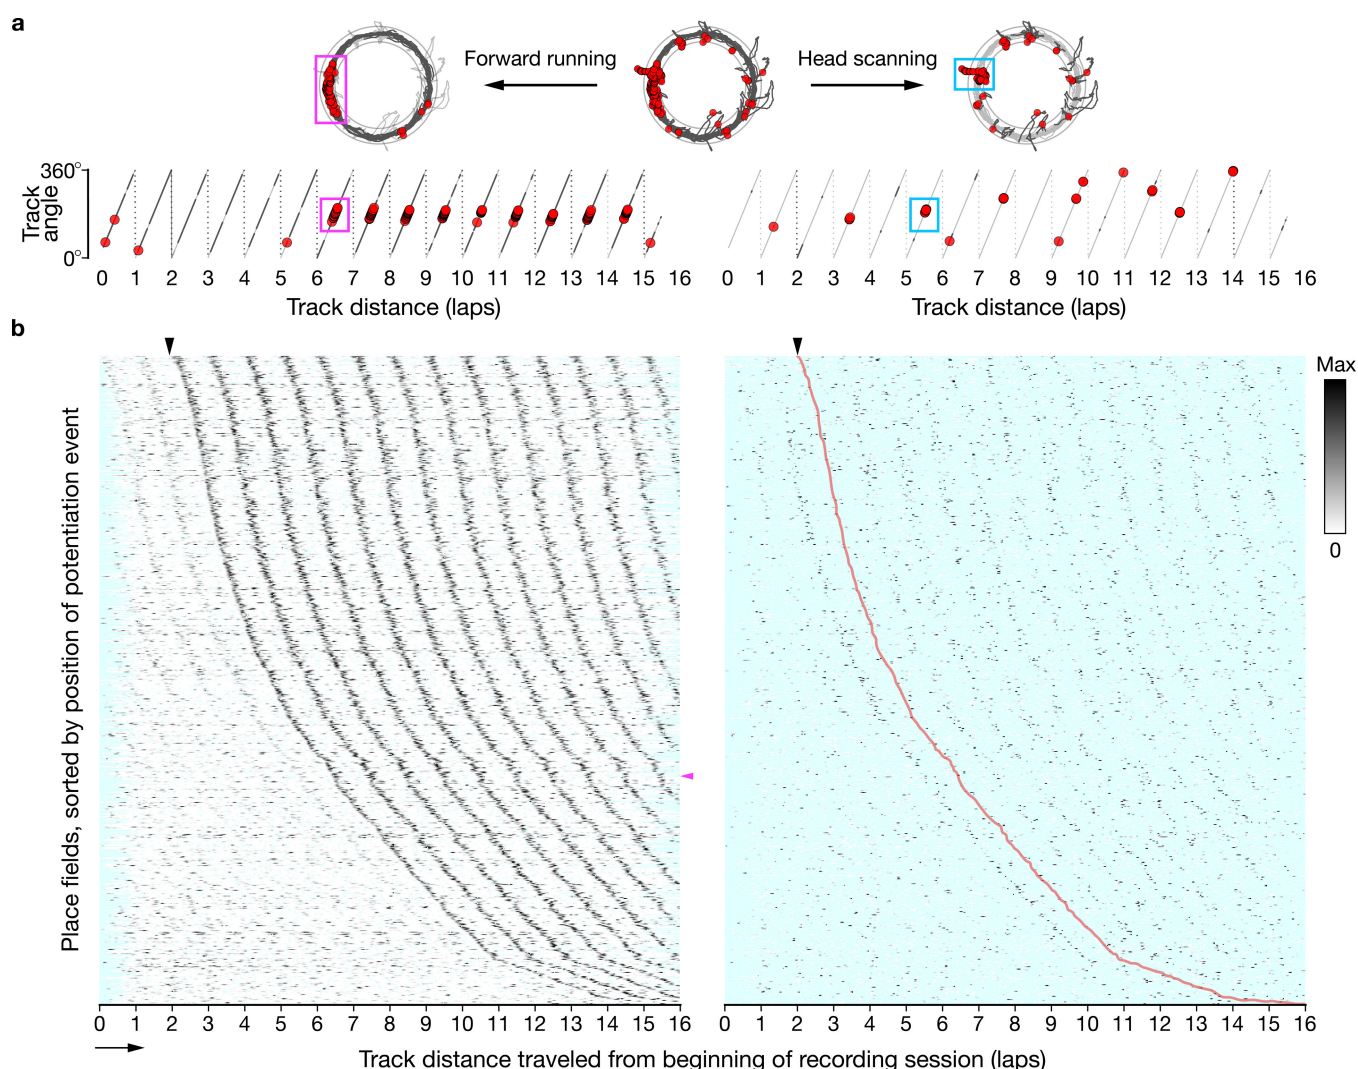 a
Forward running
Head scanning
360°
Track angle
0°
0 1 2 3 4 5 6 7 8 9 10 11 12 13 14 15 16
0 1 2 3 4 5 6 7 8 9 10 11 12 13 14 15 16
Track distance (laps)
Track distance (laps)
b
Max
0
Place fields, sorted by position of potentiation event
0 1 2 3 4 5 6 7 8 9 10 11 12 13 14 15 16
0 1 2 3 4 5 6 7 8 9 10 11 12 13 14 15 16
Track distance traveled from beginning of recording session (laps)